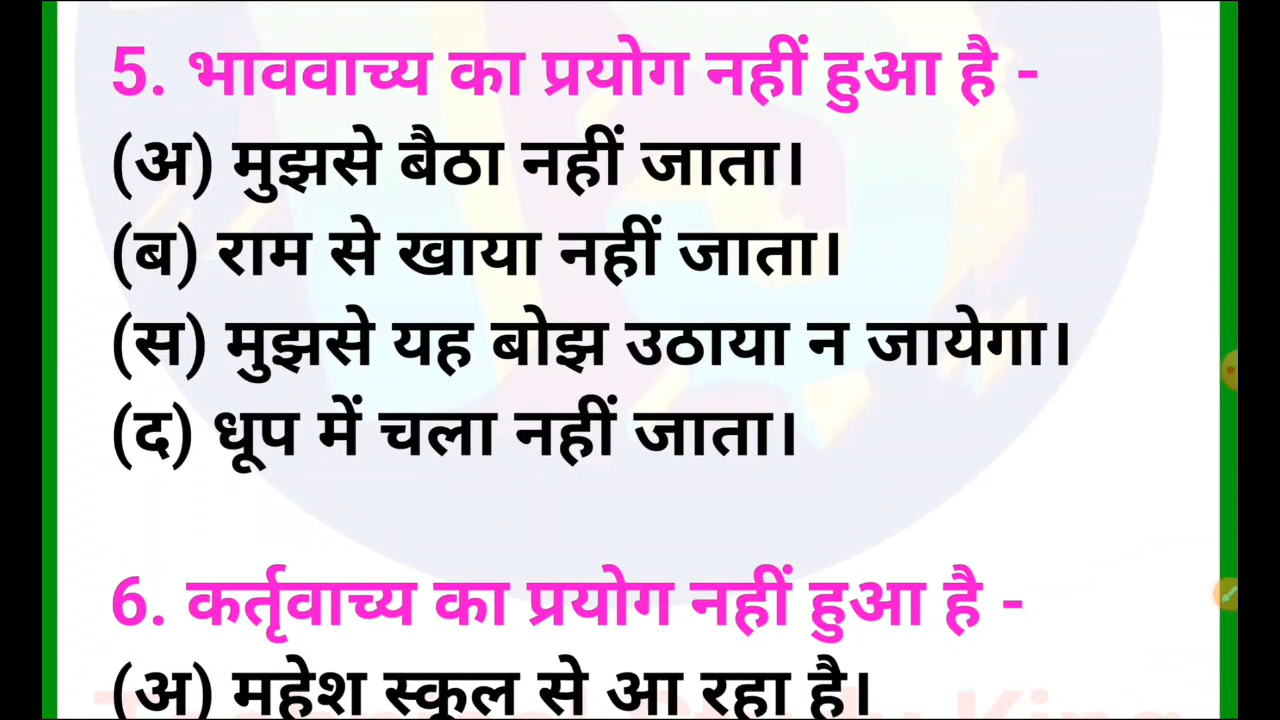 5. भाववाच्य का प्रयोग नहीं हुआ है -
(अ) मुझसे बैठा नहीं जाता।
(ब) राम से खाया नहीं जाता।
(स) मुझसे यह बोझ उठाया न जायेगा।
(द) धूप में चला नहीं जाता।
6. कर्तृवाच्य का प्रयोग नहीं हुआ है -
(अ) महेश स्कूल से आ रहा है।